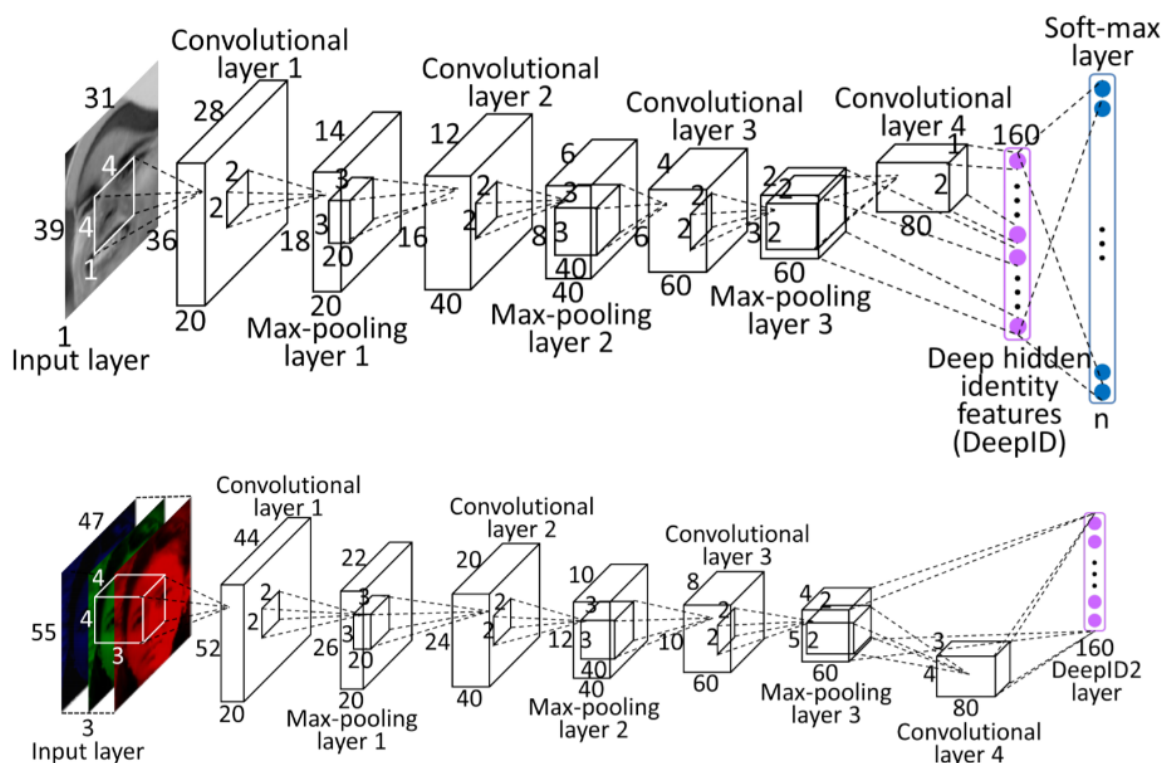 Convolutional
layer 1
Convolutional
layer 2
Convolutional
layer 3
Convolutional
layer 4
Soft-max
layer
31
39
4
4
1
1
Input layer
28
36
20
2
2
14
18
20
3
3
20
Max-pooling
layer 1
12
16
40
2
2
6
8
40
3
3
40
Max-pooling
layer 2
4
6
60
2
2
2
3
60
2
2
Max-pooling
layer 3
1
2
80
160
Deep hidden
identity
features
(DeepID)
n
Convolutional
layer 1
Convolutional
layer 2
Convolutional
layer 3
47
55
4
4
3
3
Input layer
44
52
20
2
2
22
26
20
3
3
20
Max-pooling
layer 1
20
24
40
2
2
10
12
40
3
3
40
Max-pooling
layer 2
8
10
60
2
2
4
5
60
2
2
Max-pooling
layer 3
3
4
80
Convolutional
layer 4
160
DeepID2
layer